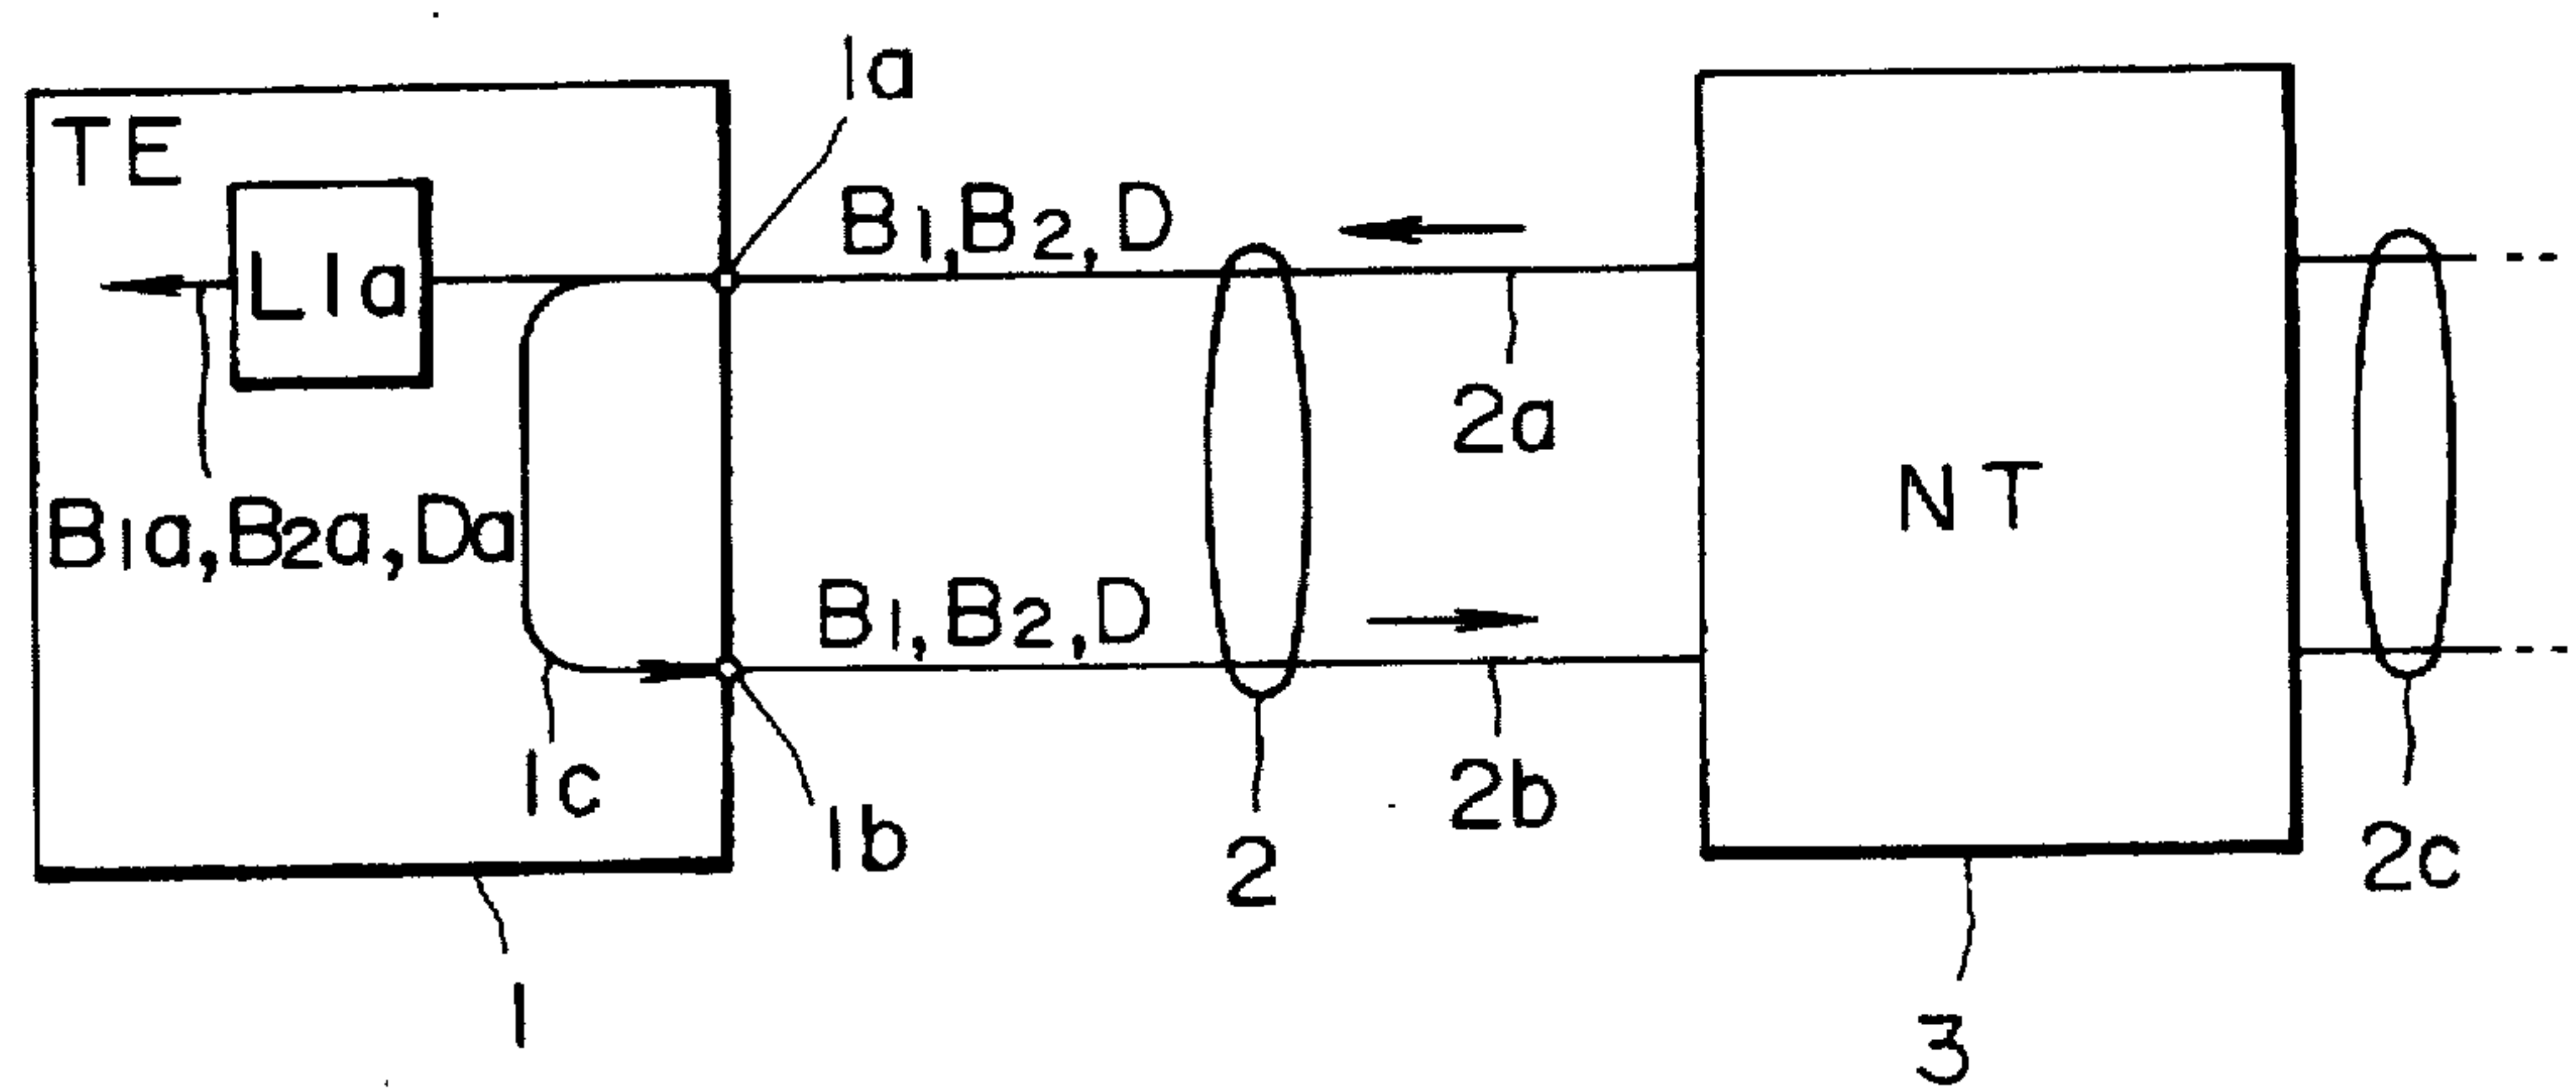 1a
TE
B1, B2, D
L1a
2a
NT
B1a, B2a, Da
B1, B2, D
1c
1b
2b
2
2c
1
3